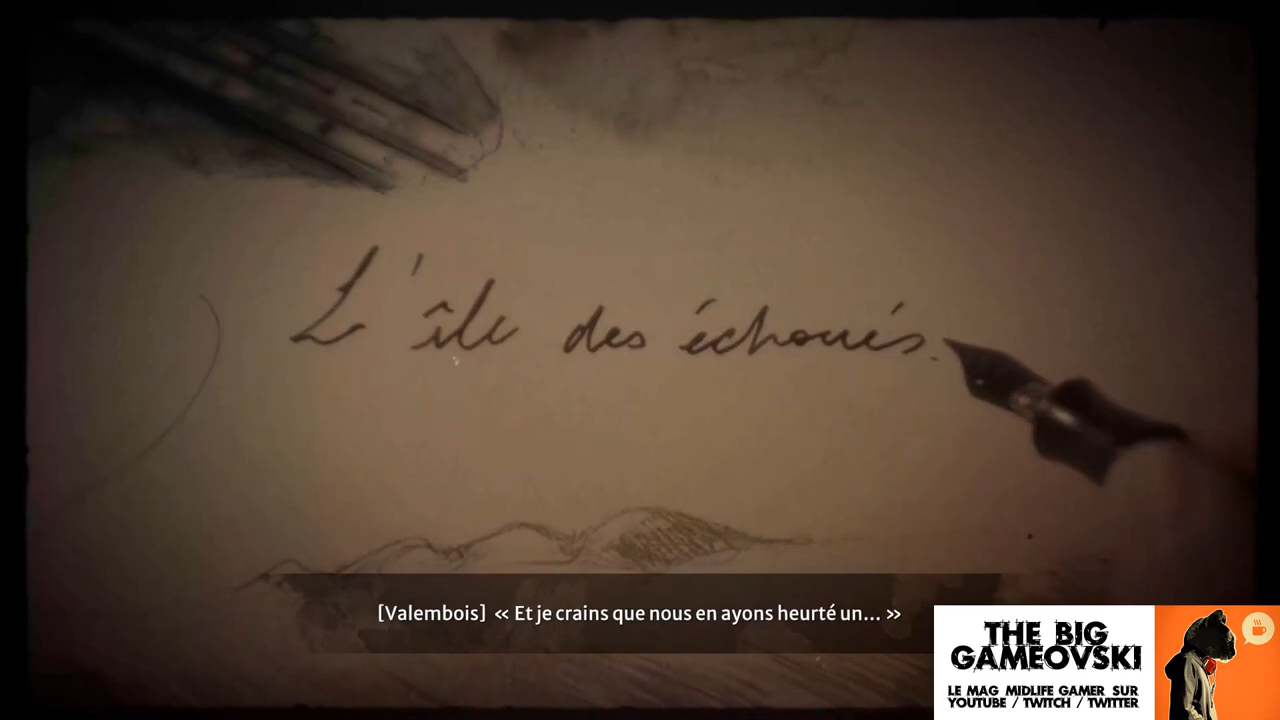 L'île des échoués.
[Valembois] « Et je crains que nous en ayons heurté un... »
THE BIG
GAMEOVSKI
LE MAG MIDLIFE GAMER SUR
YOUTUBE / TWITCH / TWITTER